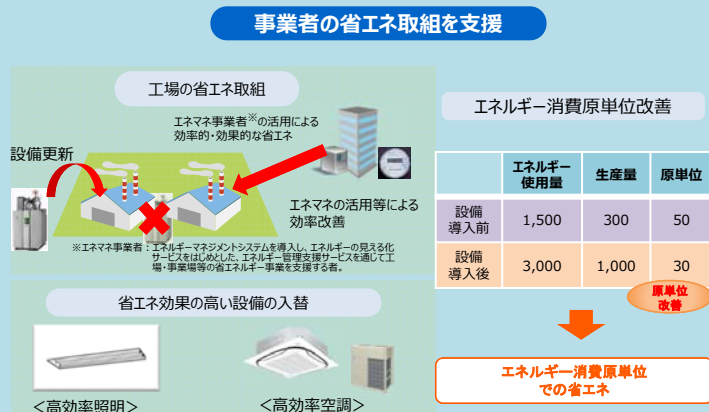 事業者の省エネ取組を支援
工場の省エネ取組
エネマネ事業者※の活用による
効率的・効果的な省エネ
設備更新
エネマネの活用等による
効率改善
※エネマネ事業者：エネルギーマネジメントシステムを導入し、エネルギーの見える化
サービスをはじめとした、エネルギー管理支援サービスを通じて工
場・事業場等の省エネルギー事業を支援する者。
省エネ効果の高い設備の入替
＜高効率照明＞
＜高効率空調＞
エネルギー消費原単位改善
エネルギー
使用量
生産量
原単位
設備
導入前
1,500
300
50
設備
導入後
3,000
1,000
30
原単位
改善
エネルギー消費原単位
での省エネ